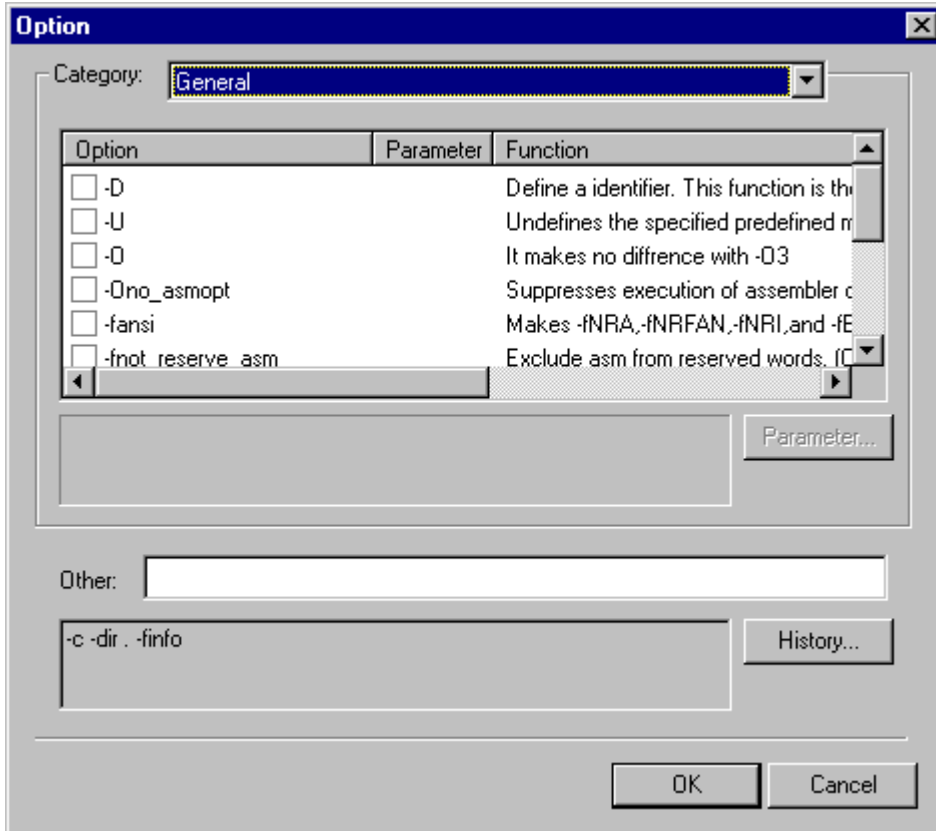 Option
Category: General
Option Parameter Function
-D Define a identifier. This function is the
-U Undefines the specified predefined m
-O It makes no diffrence with -O3
-Ono_asmopt Suppresses execution of assembler o
-fansi Makes -fNRA,-fNRFAN,-fNRI,and -fE
-fnot_reserve_asm Exclude asm from reserved words. (O
Parameter...
Other:
-c -dir . -finfo
History...
OK Cancel